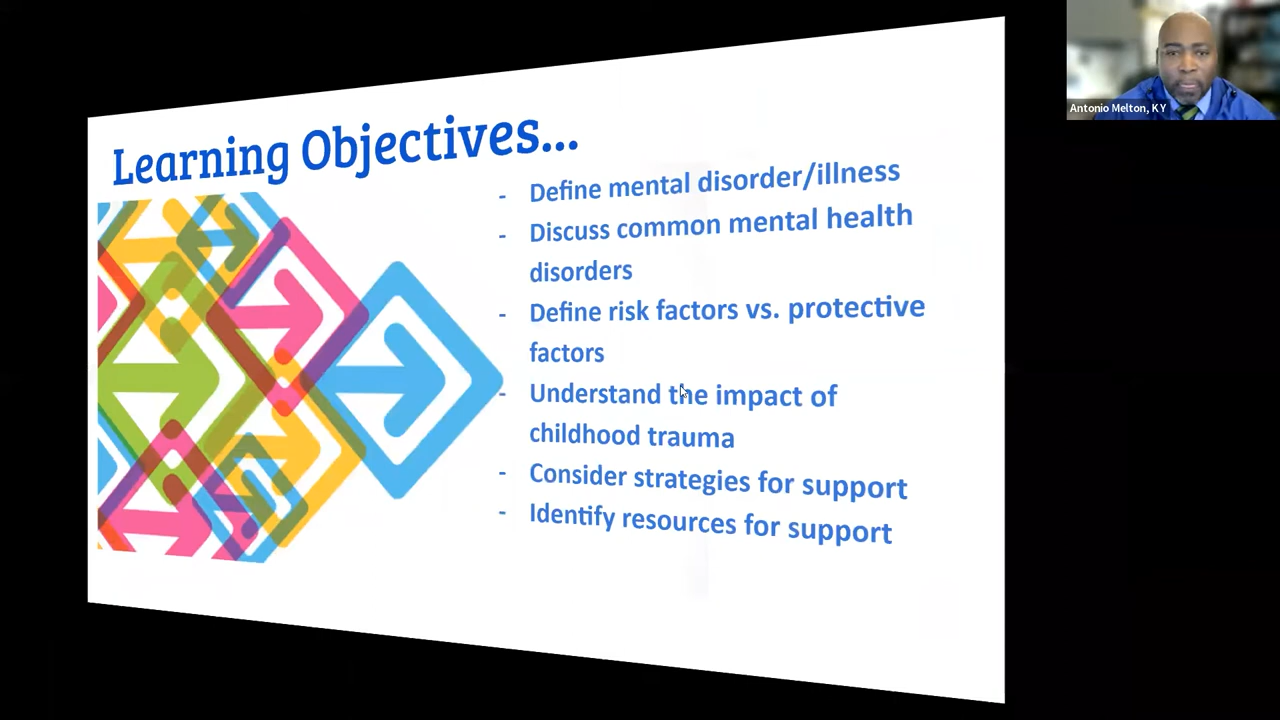 Learning Objectives...
- Define mental disorder/illness
- Discuss common mental health
disorders
- Define risk factors vs. protective
factors
- Understand the impact of
childhood trauma
- Consider strategies for support
- Identify resources for support
Antonio Melton, KY